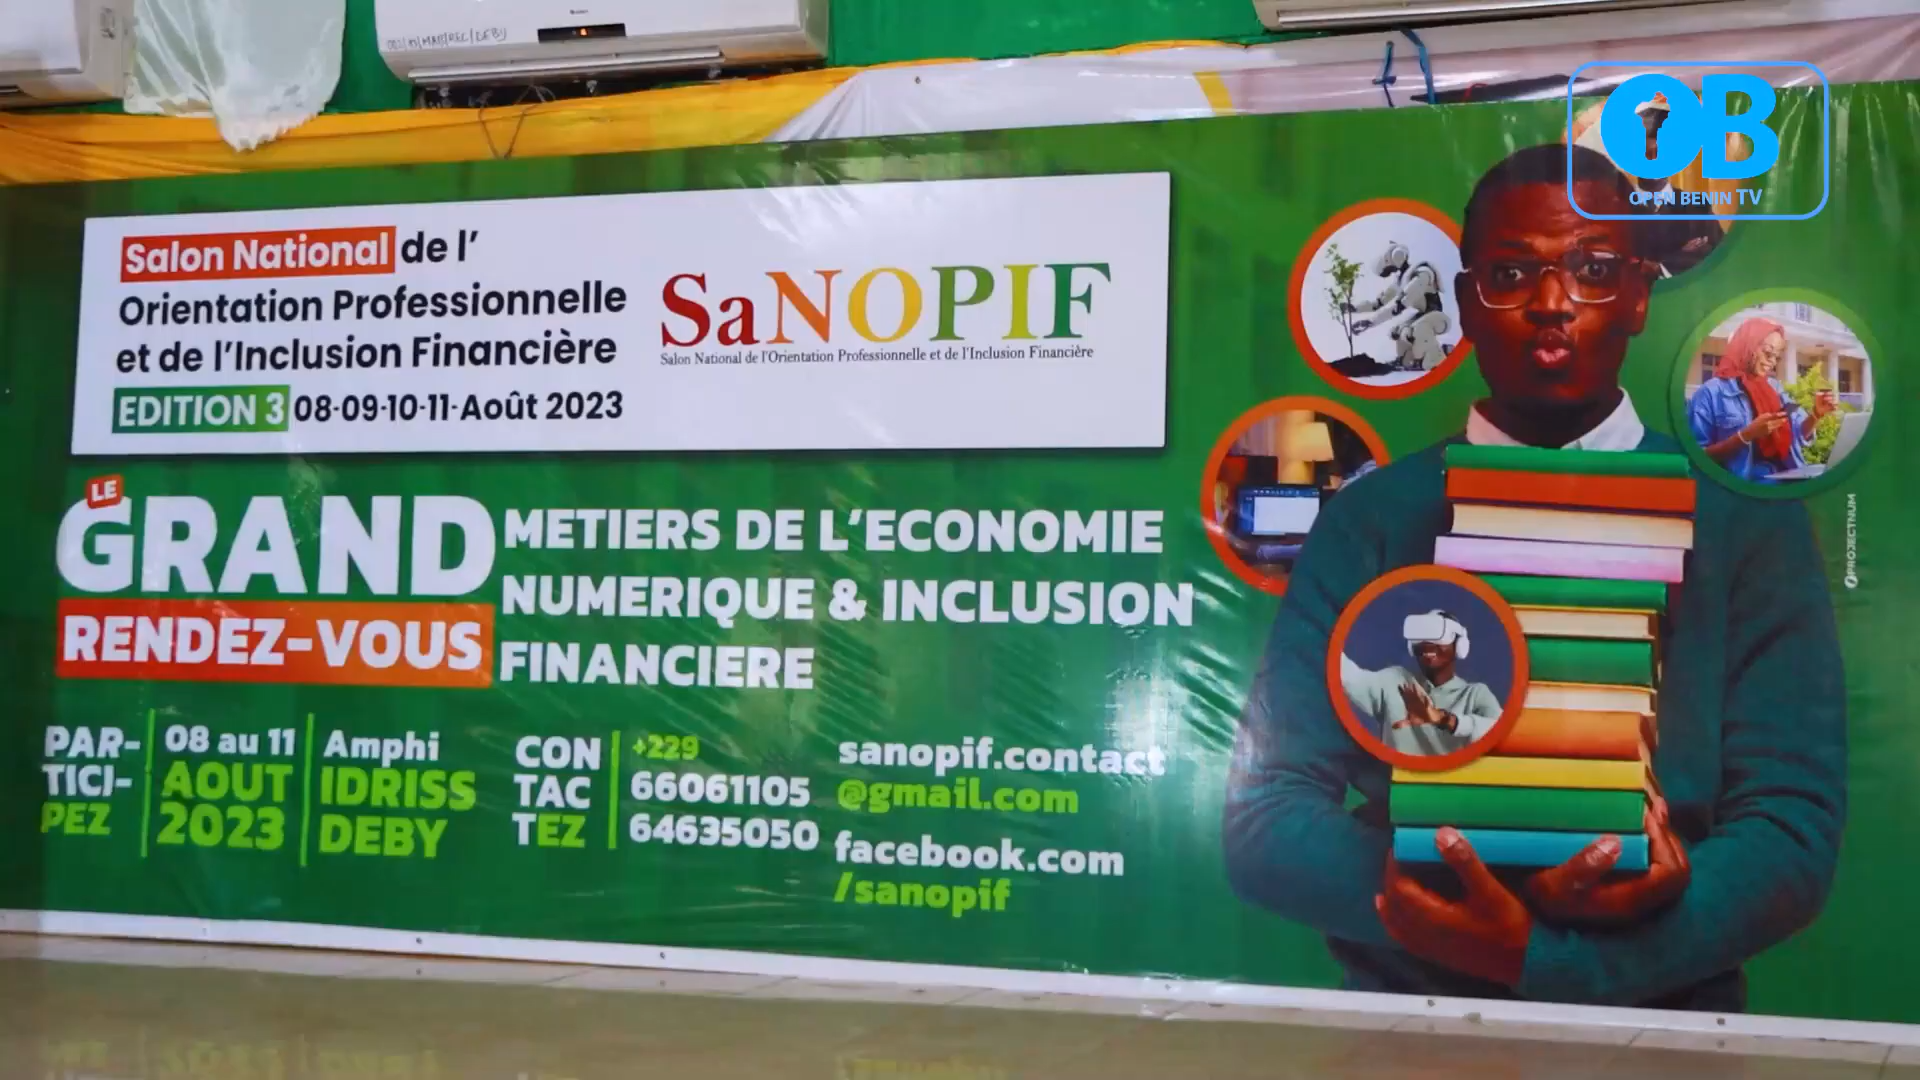 OB
OPEN BENIN TV
Salon National de l'
Orientation Professionnelle
et de l'Inclusion Financière
EDITION 3 08-09-10-11-Août 2023
SaNOPIF
Salon National de l'Orientation Professionnelle et de l'Inclusion Financière
LE
GRAND
RENDEZ-VOUS
METIERS DE L'ECONOMIE
NUMERIQUE & INCLUSION
FINANCIERE
PAR-
TICI-
PEZ
08 au 11
AOUT
2023
Amphi
IDRISS
DEBY
CON
TAC
TEZ
+229
66061105
64635050
sanopif.contact
@gmail.com
facebook.com
/sanopif
PROJECTNUM